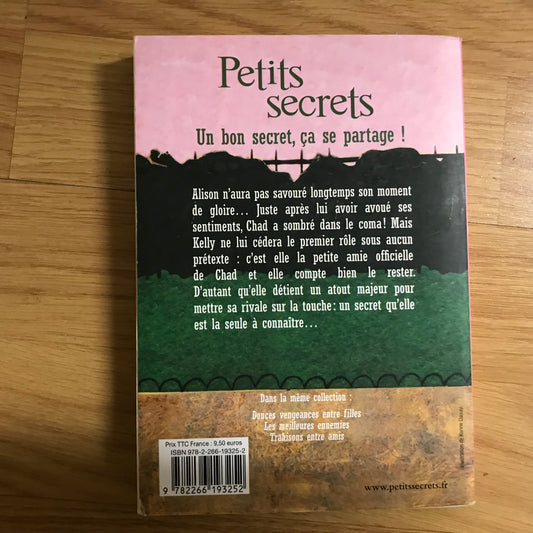 Petits
secrets
Un bon secret, ça se partage !
Alison n'aura pas savouré longtemps son moment
de gloire... Juste après lui avoir avoué ses
sentiments, Chad a sombré dans le coma ! Mais
Kelly ne lui cédera le premier rôle sous aucun
prétexte : c'est elle la petite amie officielle
de Chad et elle compte bien le rester.
D'autant qu'elle détient un atout majeur pour
mettre sa rivale sur la touche : un secret qu'elle
est la seule à connaître...
Dans la même collection :
Douces vengeances entre filles
Les meilleures ennemies
Trahisons entre amis
Prix TTC France : 9,50 euros
ISBN 978-2-266-19325-2
9 782266 193252
www.petitssecrets.fr